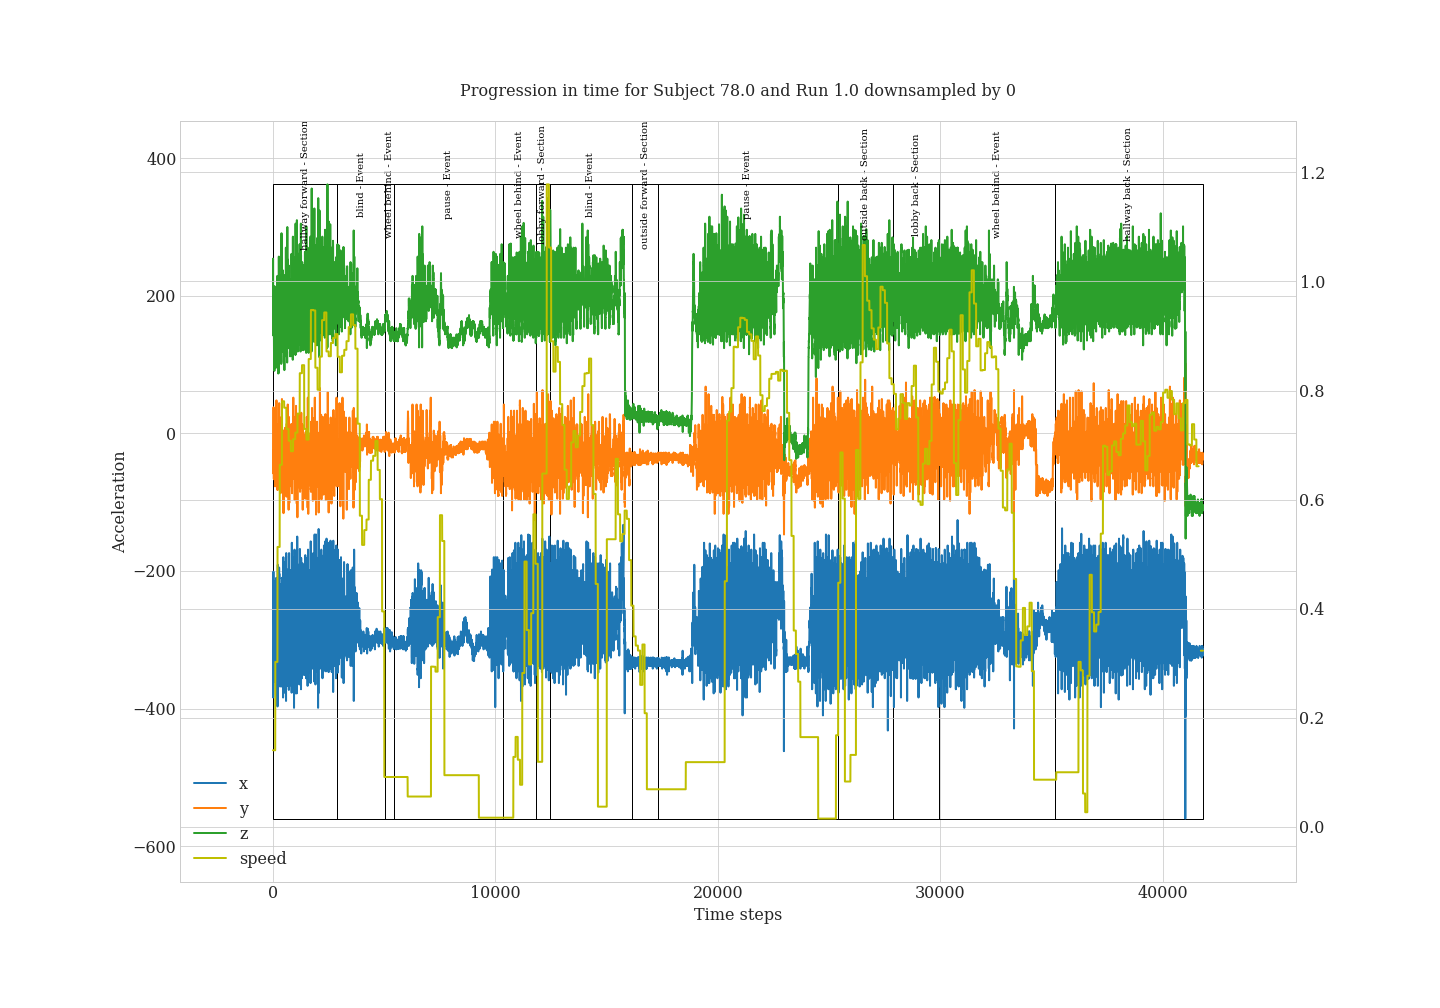 Progression in time for Subject 78.0 and Run 1.0 downsampled by 0
hallway forward - Section
blind - Event
wheel behind - Event
pause - Event
wheel behind - Event
lobby forward - Section
blind - Event
outside forward - Section
pause - Event
outside back - Section
lobby back - Section
wheel behind - Event
hallway back - Section
400
200
0
−200
−400
−600
Acceleration
1.2
1.0
0.8
0.6
0.4
0.2
0.0
x
y
z
speed
0
10000
20000
30000
40000
Time steps